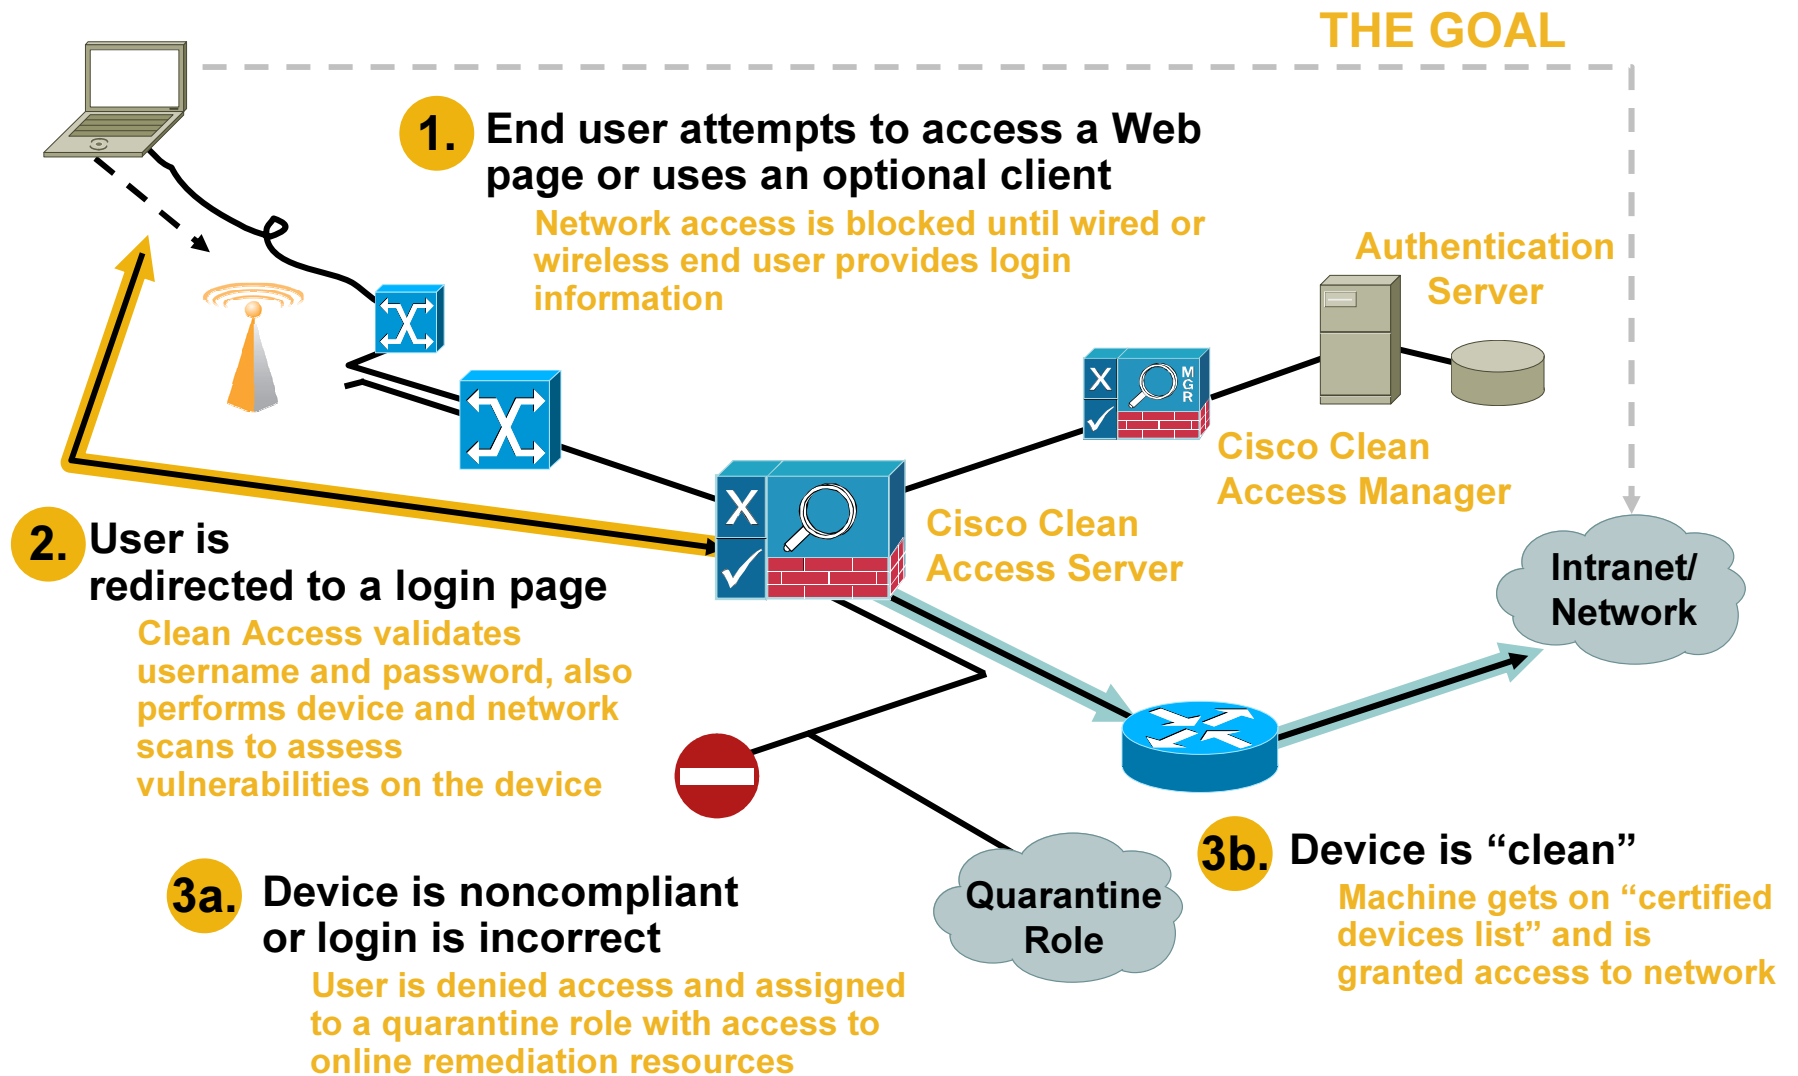 THE GOAL
1. End user attempts to access a Web
page or uses an optional client
Network access is blocked until wired or
wireless end user provides login
information
Authentication
Server
X
MGR
Cisco Clean
Access Manager
X
Cisco Clean
Access Server
2. User is
redirected to a login page
Clean Access validates
username and password, also
performs device and network
scans to assess
vulnerabilities on the device
Intranet/
Network
3a. Device is noncompliant
or login is incorrect
User is denied access and assigned
to a quarantine role with access to
online remediation resources
Quarantine
Role
3b. Device is “clean”
Machine gets on “certified
devices list” and is
granted access to network